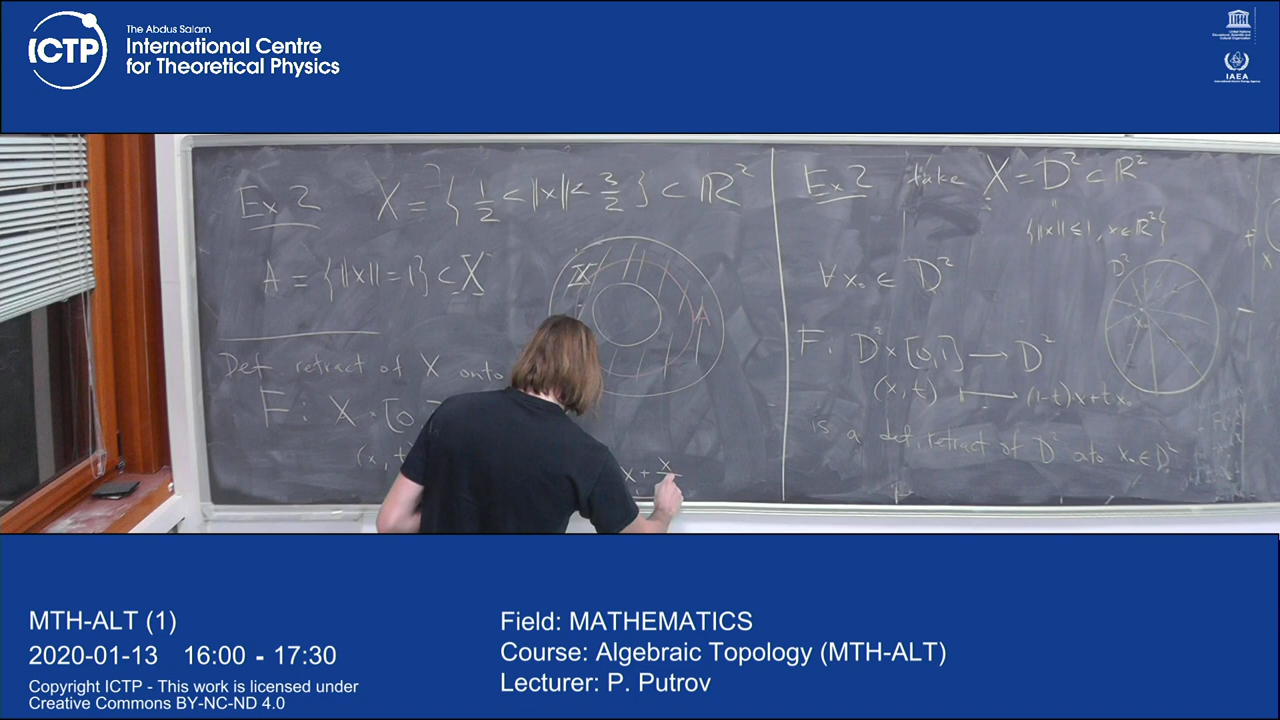 The Abdus Salam
ICTP International Centre
for Theoretical Physics
IAEA
Ex 2 X = { 1/2 < ||x|| < 3/2 } ⊂ ℝ²
A = { ||x|| = 1 } ⊂ X
X
A
Def retract of X onto
F : X × [0
(x, t
x + x
Ex 2 take X = D² ⊂ ℝ²
{ ||x|| ≤ 1, x ∈ ℝ² }
∀ x₀ ∈ D²
D²
x₀
F : D² × [0,1] → D²
(x, t) ↦ (1-t)·x + t x₀
is a def. retract of D² onto x₀ ∈ D²
MTH-ALT (1)
2020-01-13 16:00 - 17:30
Copyright ICTP - This work is licensed under
Creative Commons BY-NC-ND 4.0
Field: MATHEMATICS
Course: Algebraic Topology (MTH-ALT)
Lecturer: P. Putrov